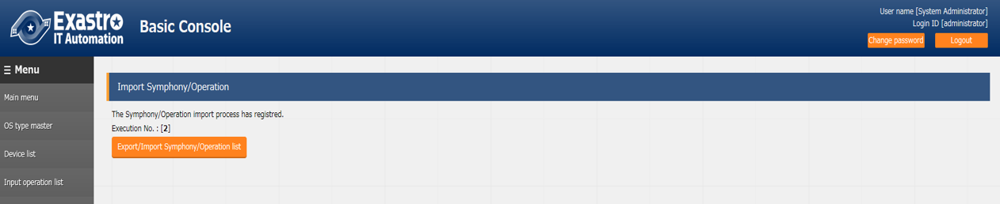 Exastro
IT Automation
Basic Console
User name [System Administrator]
Login ID [administrator]
Change password
Logout
Menu
Main menu
OS type master
Device list
Input operation list
Import Symphony/Operation
The Symphony/Operation import process has registred.
Execution No. : [2]
Export/Import Symphony/Operation list